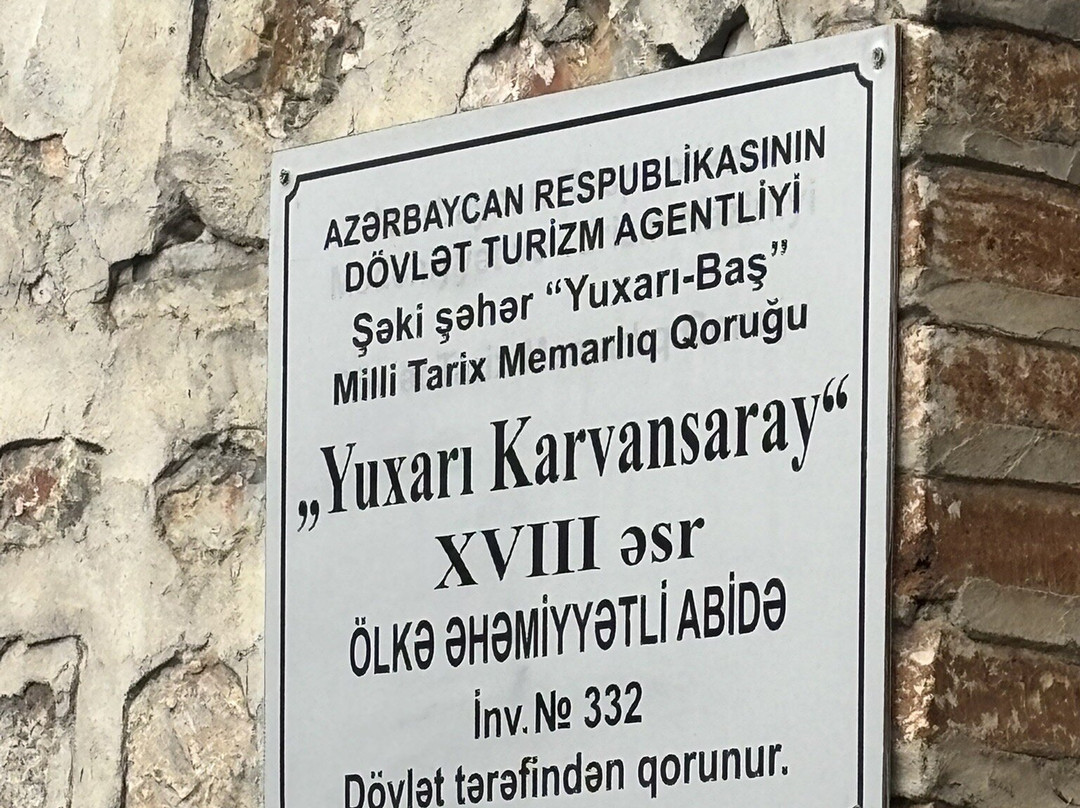 AZƏRBAYCAN RESPUBLİKASININ
DÖVLƏT TURİZM AGENTLİYİ
Şəki şəhər “Yuxarı-Baş”
Milli Tarix Memarlıq Qoruğu
„Yuxarı Karvansaray“
XVIII əsr
ÖLKƏ ƏHƏMİYYƏTLİ ABİDƏ
İnv.№ 332
Dövlət tərəfindən qorunur.